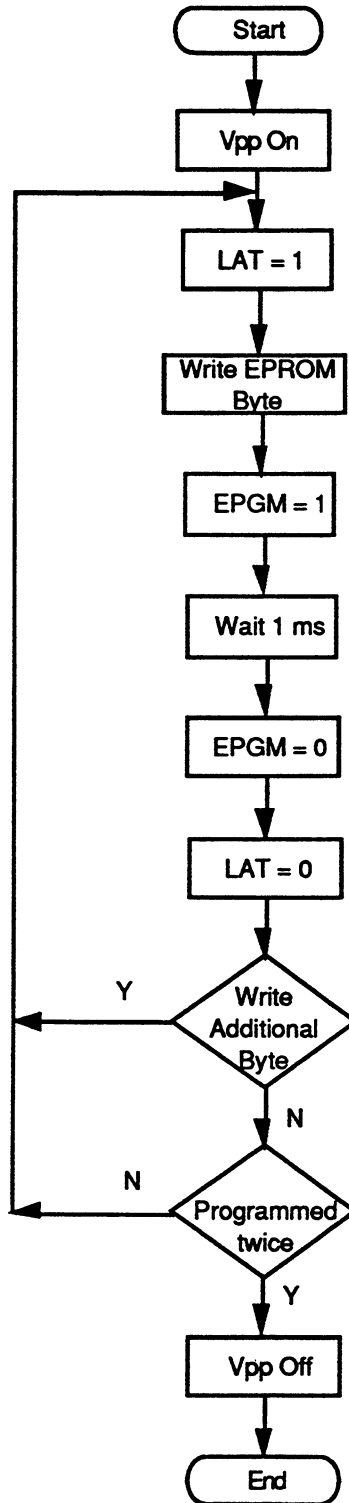 Start
Vpp On
LAT = 1
Write EPROM
Byte
EPGM = 1
Wait 1 ms
EPGM = 0
LAT = 0
Y
Write
Additional
Byte
N
N
Programmed
twice
Y
Vpp Off
End